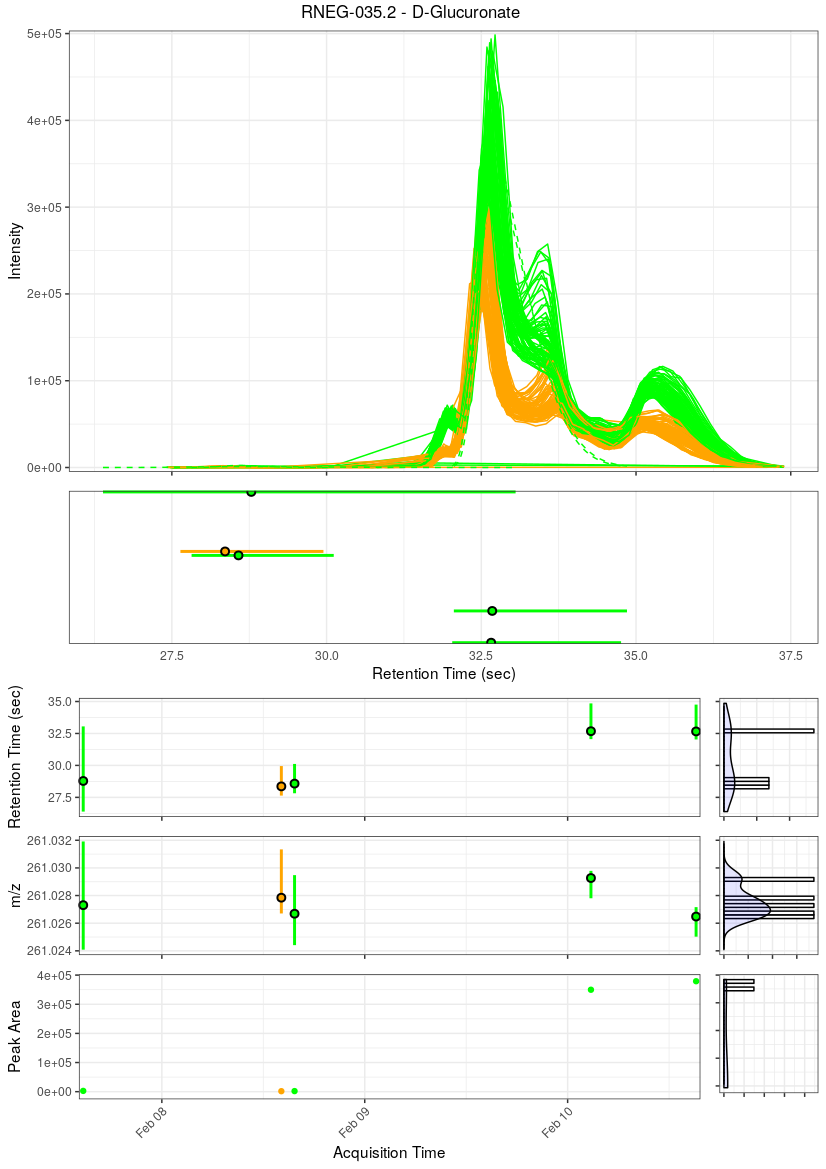 RNEG-035.2 - D-Glucuronate
5e+05
4e+05
3e+05
2e+05
1e+05
0e+00
Intensity
27.5 30.0 32.5 35.0 37.5
Retention Time (sec)
35.0
32.5
30.0
27.5
Retention Time (sec)
261.032
261.030
261.028
261.026
261.024
m/z
4e+05
3e+05
2e+05
1e+05
0e+00
Peak Area
Feb 08 Feb 09 Feb 10
Acquisition Time